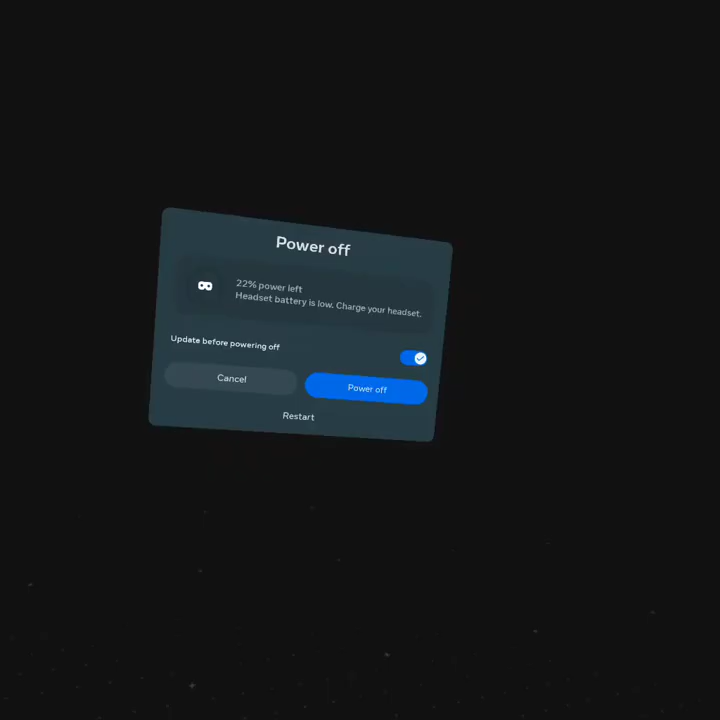 Power off
22% power left
Headset battery is low. Charge your headset.
Update before powering off
Cancel
Power off
Restart